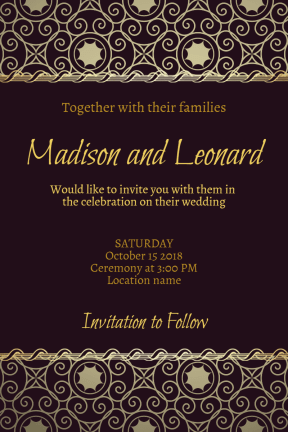 Together with their families
Madison and Leonard
Would like to invite you with them in
the celebration on their wedding
SATURDAY
October 15 2018
Ceremony at 3:00 PM
Location name
Invitation to Follow